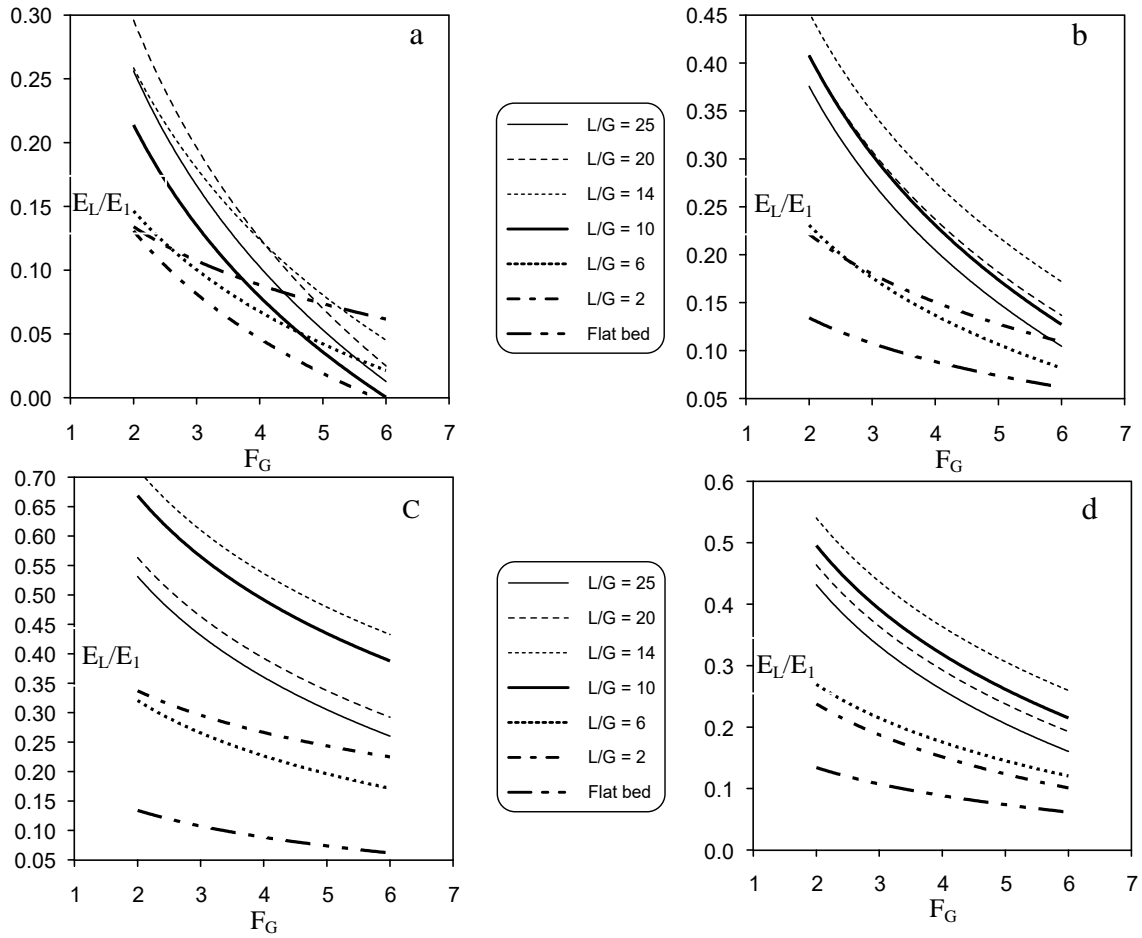 a
0.30
0.25
0.20
0.15
0.10
0.05
0.00
E_L/E_1
1 2 3 4 5 6 7
F_G
b
0.45
0.40
0.35
0.30
0.25
0.20
0.15
0.10
0.05
E_L/E_1
1 2 3 4 5 6 7
F_G
L/G = 25
L/G = 20
L/G = 14
L/G = 10
L/G = 6
L/G = 2
Flat bed
C
0.70
0.65
0.60
0.55
0.50
0.45
0.40
0.35
0.30
0.25
0.20
0.15
0.10
0.05
E_L/E_1
1 2 3 4 5 6 7
F_G
d
0.6
0.5
0.4
0.3
0.2
0.1
0.0
E_L/E_1
1 2 3 4 5 6 7
F_G
L/G = 25
L/G = 20
L/G = 14
L/G = 10
L/G = 6
L/G = 2
Flat bed